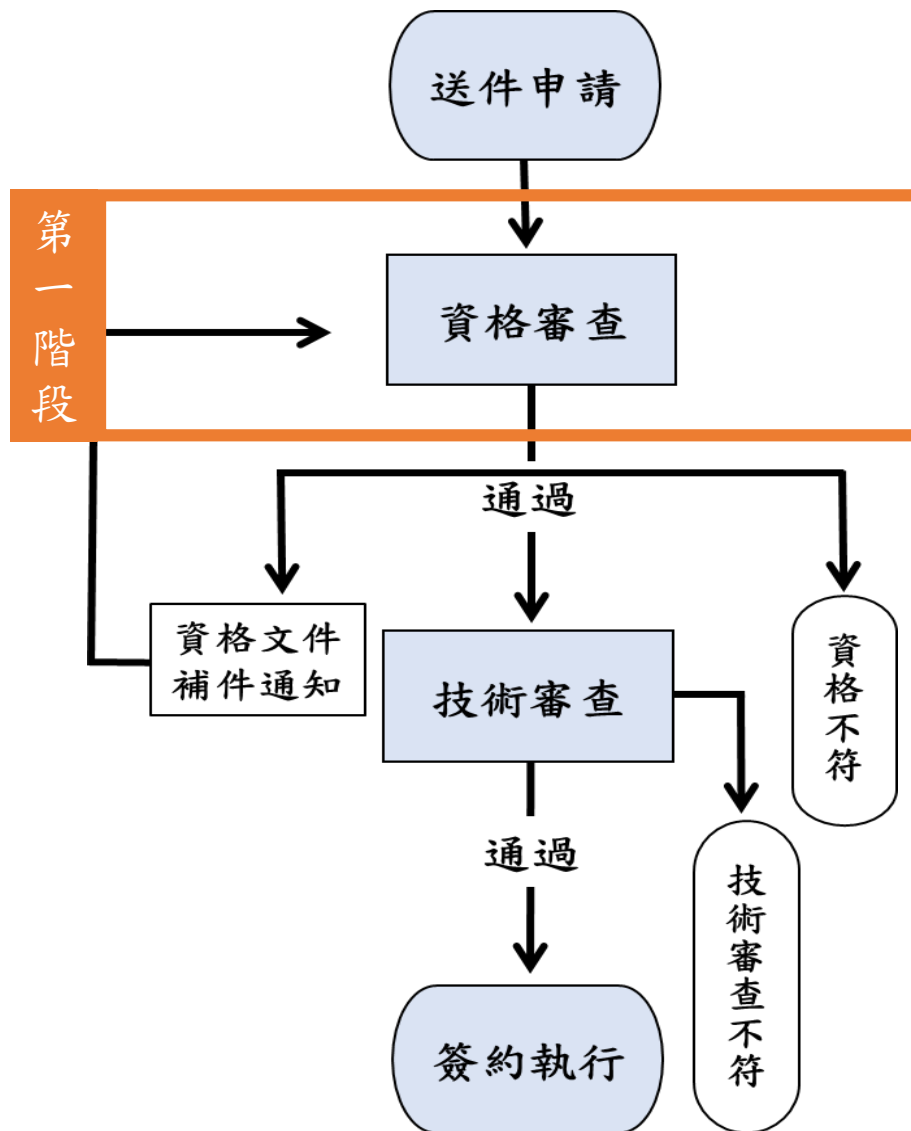 送件申請
第一階段
資格審查
通過
資格文件
補件通知
技術審查
資格不符
通過
技術審查不符
簽約執行